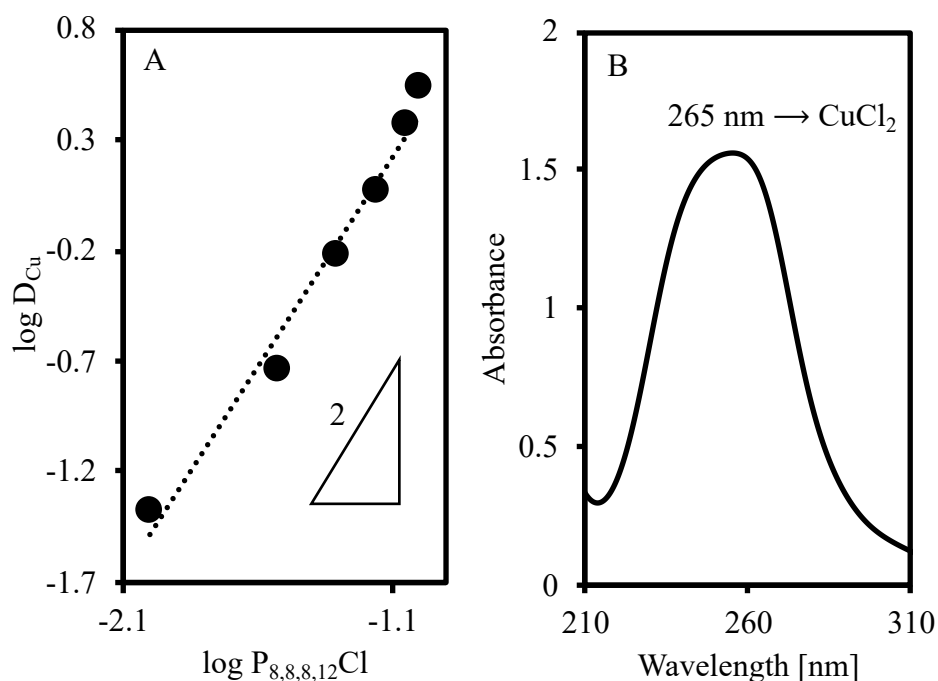 A
0.8
0.3
-0.2
-0.7
-1.2
-1.7
log D_Cu
2
-2.1 -1.1
log P_8,8,8,12Cl
B
265 nm ⟶ CuCl₂
2
1.5
1
0.5
0
Absorbance
210 260 310
Wavelength [nm]